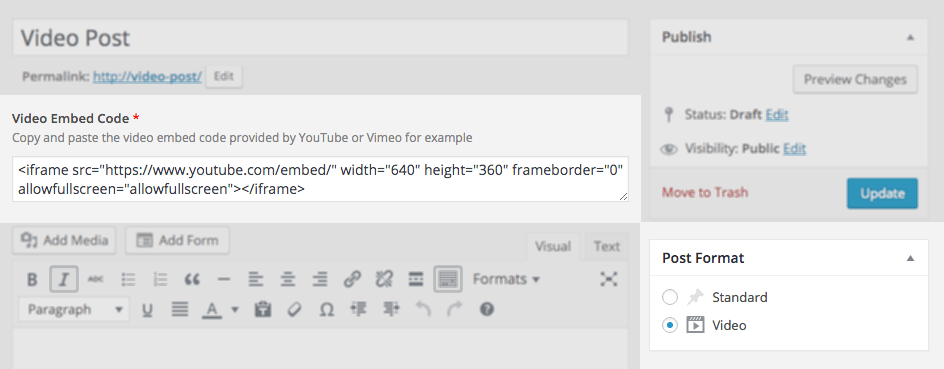 Video Post
Permalink: http://video-post/ Edit
Video Embed Code *
Copy and paste the video embed code provided by YouTube or Vimeo for example
<iframe src="https://www.youtube.com/embed/" width="640" height="360" frameborder="0"
allowfullscreen="allowfullscreen"></iframe>
Add Media Add Form
Visual Text
B I ABC Formats
Paragraph U A Ω
Publish
Preview Changes
Status: Draft Edit
Visibility: Public Edit
Move to Trash Update
Post Format
Standard
Video